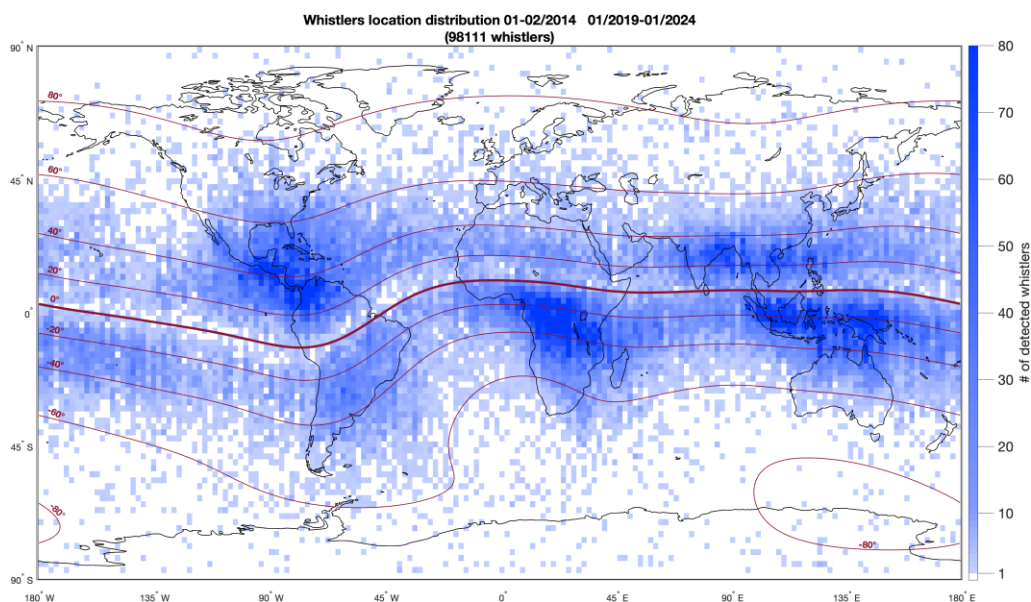 Whistlers location distribution 01-02/2014 01/2019-01/2024
(98111 whistlers)
90° N
45° N
0°
45° S
90° S
80°
60°
40°
20°
0°
-20°
-40°
-60°
-80°
-80°
180° W
135° W
90° W
45° W
0°
45° E
90° E
135° E
180° E
80
70
60
50
40
30
20
10
1
# of detected whistlers